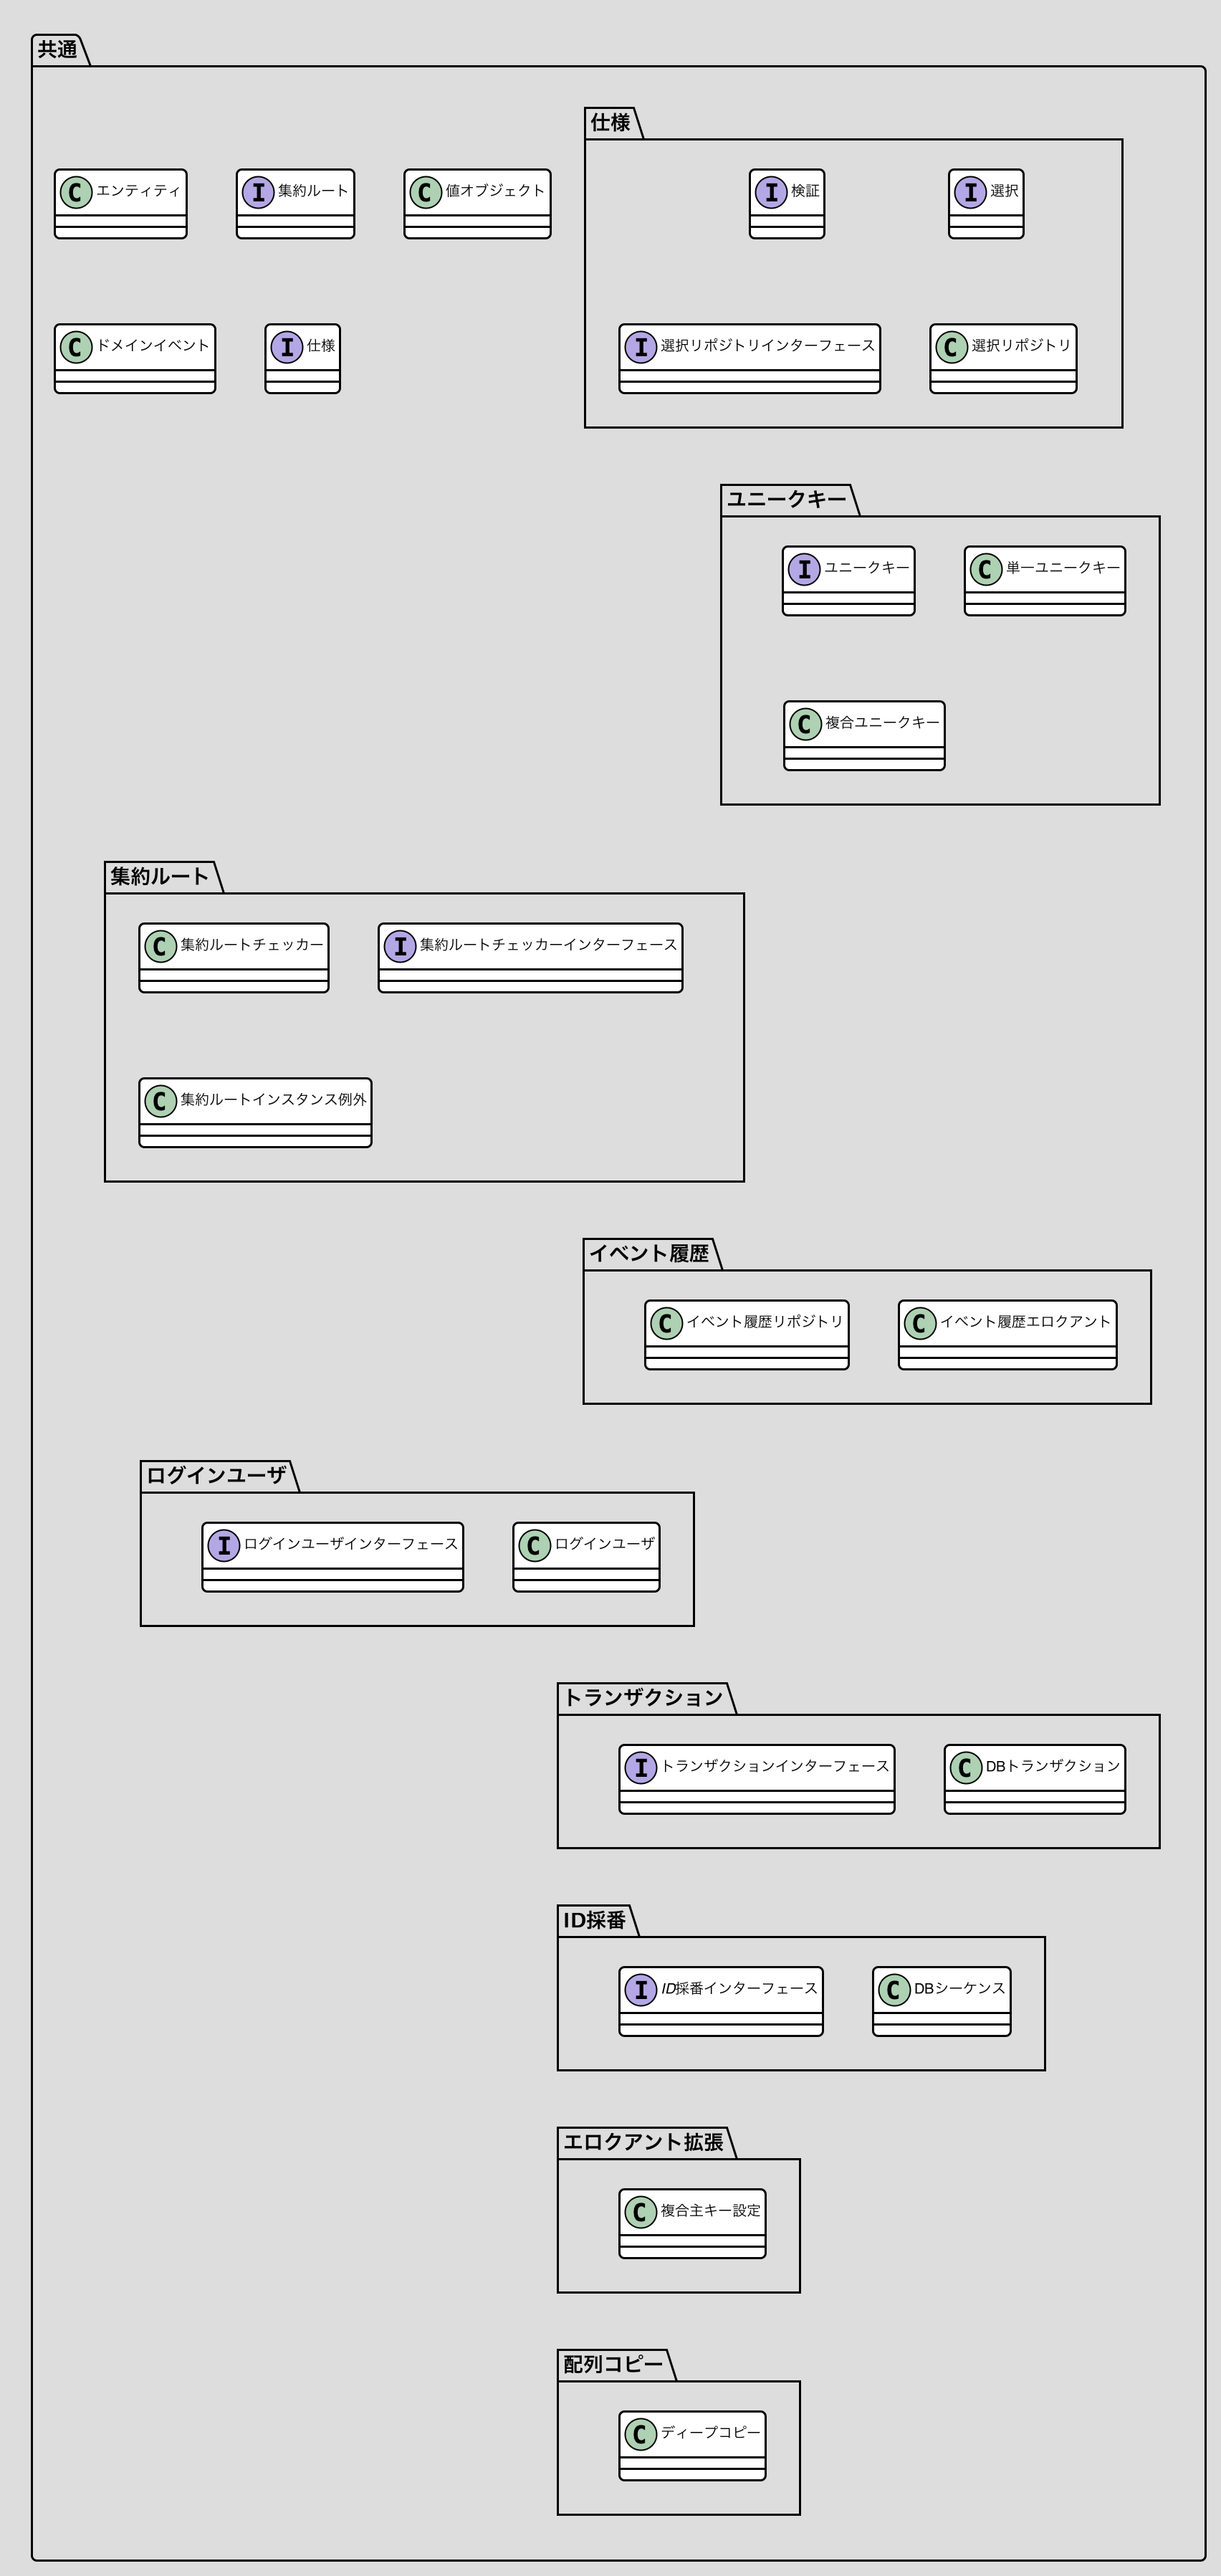 共通
C エンティティ
I 集約ルート
C 値オブジェクト
C ドメインイベント
I 仕様
仕様
I 検証
I 選択
I 選択リポジトリインターフェース
C 選択リポジトリ
ユニークキー
I ユニークキー
C 単一ユニークキー
C 複合ユニークキー
集約ルート
C 集約ルートチェッカー
I 集約ルートチェッカーインターフェース
C 集約ルートインスタンス例外
イベント履歴
C イベント履歴リポジトリ
C イベント履歴エロクアント
ログインユーザ
I ログインユーザインターフェース
C ログインユーザ
トランザクション
I トランザクションインターフェース
C DBトランザクション
ID採番
I ID採番インターフェース
C DBシーケンス
エロクアント拡張
C 複合主キー設定
配列コピー
C ディープコピー